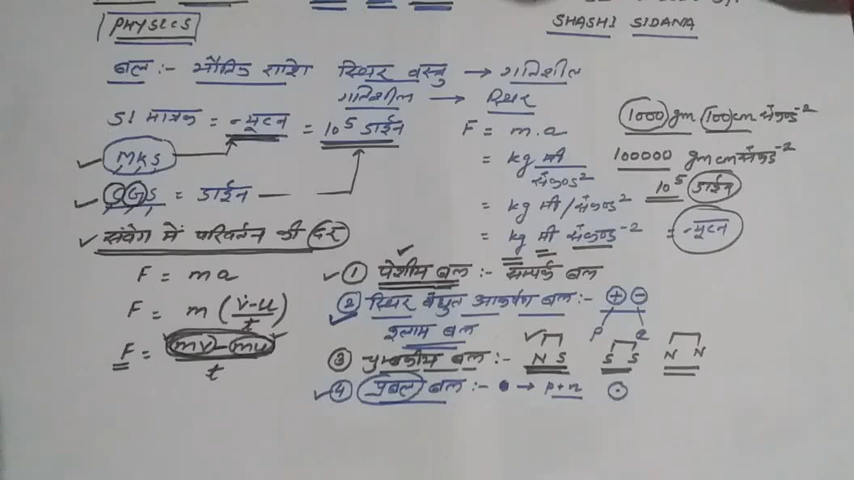 PHYSICS
SHASHI SIDANA
बल :- भौतिक राशि स्थिर वस्तु → गतिशील
गतिशील → स्थिर
SI मात्रक = न्यूटन = 10⁵ डाईन
MKS
CGS = डाईन
संवेग में परिवर्तन की दर
F = ma
F = m (v-u/t)
F = mv - mu / t
F = m.a
= kg मी / सैकण्ड²
= kg मी/सैकण्ड²
= kg मी सैकण्ड⁻² = न्यूटन
1000 gm 100 cm सैकण्ड⁻²
100000 gm cm सैकण्ड⁻²
10⁵ डाईन
① पेशीय बल :- सम्पर्क बल
② स्थिर वैधुत आकर्षण बल :- + -
P e
③ चुम्बकीय बल :- N S S S N N
④ प्रबल बल :- • → p+n